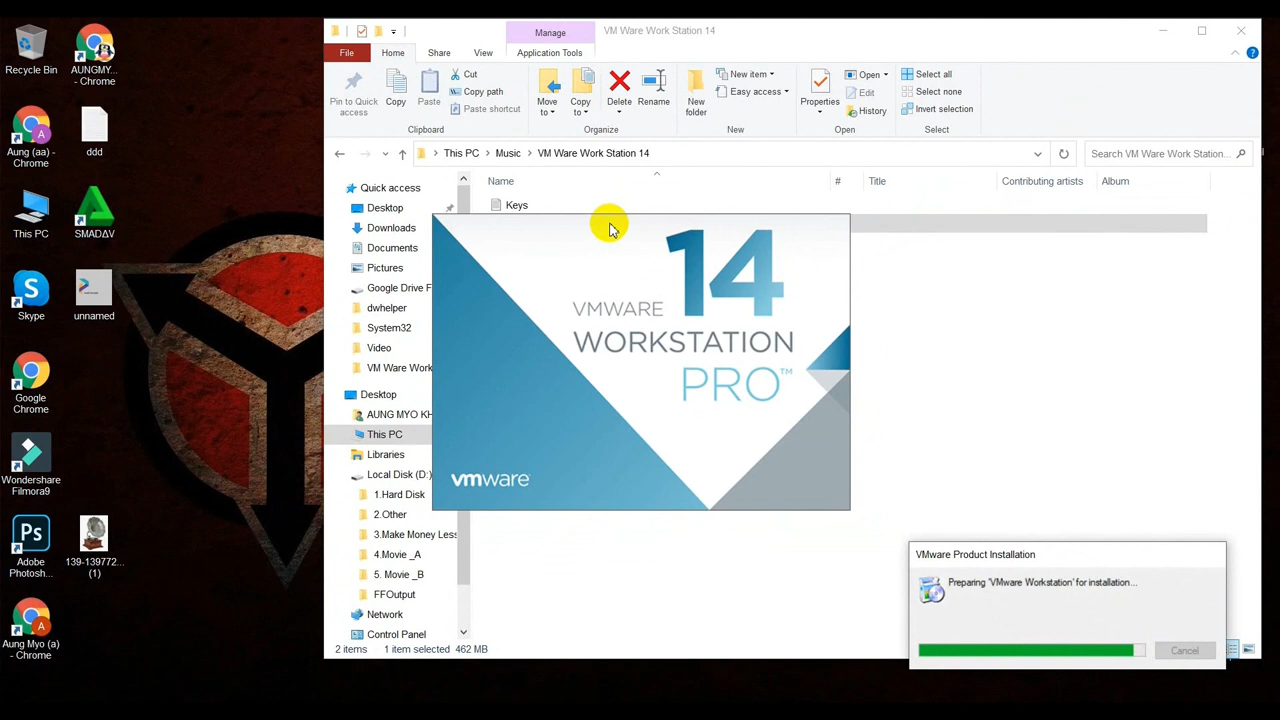 Recycle Bin
AUNGMY...
- Chrome
Aung (aa) -
Chrome
ddd
This PC
SMADΔV
Skype
unnamed
Google
Chrome
Wondershare
Filmora9
Ps
Adobe
Photosh...
139-139772...
(1)
Aung Myo (a)
- Chrome
Manage
VM Ware Work Station 14
File
Home
Share
View
Application Tools
Pin to Quick
access
Copy
Paste
Cut
Copy path
Paste shortcut
Clipboard
Move
to
Copy
to
Delete
Rename
Organize
New
folder
New item
Easy access
New
Properties
Open
Edit
History
Open
Select all
Select none
Invert selection
Select
This PC
Music
VM Ware Work Station 14
Search VM Ware Work Station...
Name
#
Title
Contributing artists
Album
Keys
Quick access
Desktop
Downloads
Documents
Pictures
Google Drive F
dwhelper
System32
Video
VM Ware Work
Desktop
AUNG MYO KH
This PC
Libraries
Local Disk (D:)
1.Hard Disk
2.Other
3.Make Money Less
4.Movie _A
5. Movie _B
FFOutput
Network
Control Panel
14
VMWARE
WORKSTATION
PRO™
vmware
VMware Product Installation
Preparing 'VMware Workstation' for installation...
Cancel
2 items
1 item selected
462 MB